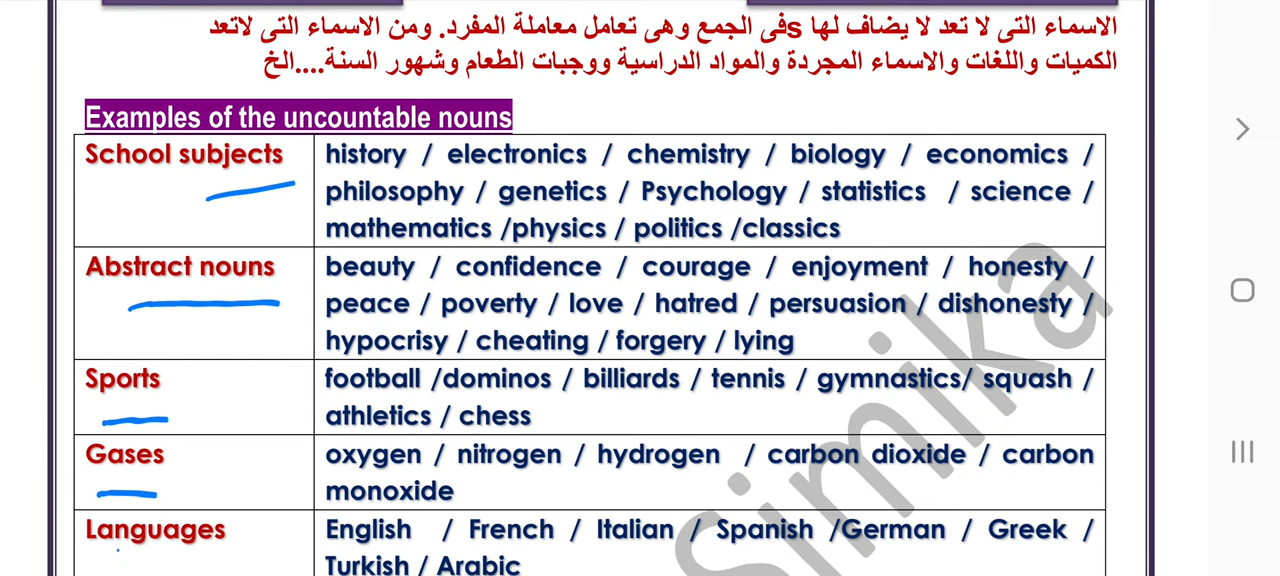 الاسماء التى لا تعد لا يضاف لها s فى الجمع وهى تعامل معاملة المفرد. ومن الاسماء التى لاتعد
الكميات واللغات والاسماء المجردة والمواد الدراسية ووجبات الطعام وشهور السنة....الخ
Examples of the uncountable nouns
School subjects
history / electronics / chemistry / biology / economics /
philosophy / genetics / Psychology / statistics / science /
mathematics /physics / politics /classics
Abstract nouns
beauty / confidence / courage / enjoyment / honesty /
peace / poverty / love / hatred / persuasion / dishonesty /
hypocrisy / cheating / forgery / lying
Sports
football /dominos / billiards / tennis / gymnastics/ squash /
athletics / chess
Gases
oxygen / nitrogen / hydrogen / carbon dioxide / carbon
monoxide
Languages
English / French / Italian / Spanish /German / Greek /
Turkish / Arabic
Simika